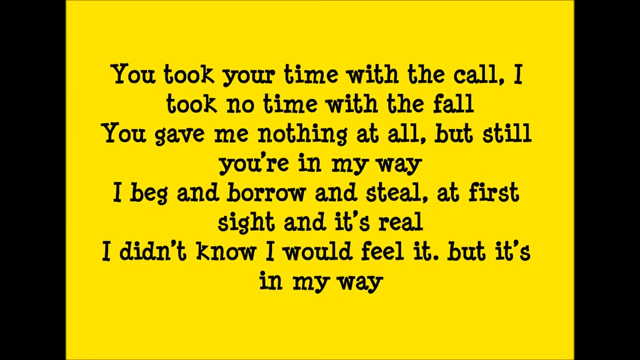 You took your time with the call, I
took no time with the fall
You gave me nothing at all, but still
you're in my way
I beg and borrow and steal, at first
sight and it's real
I didn't know I would feel it. but it's
in my way